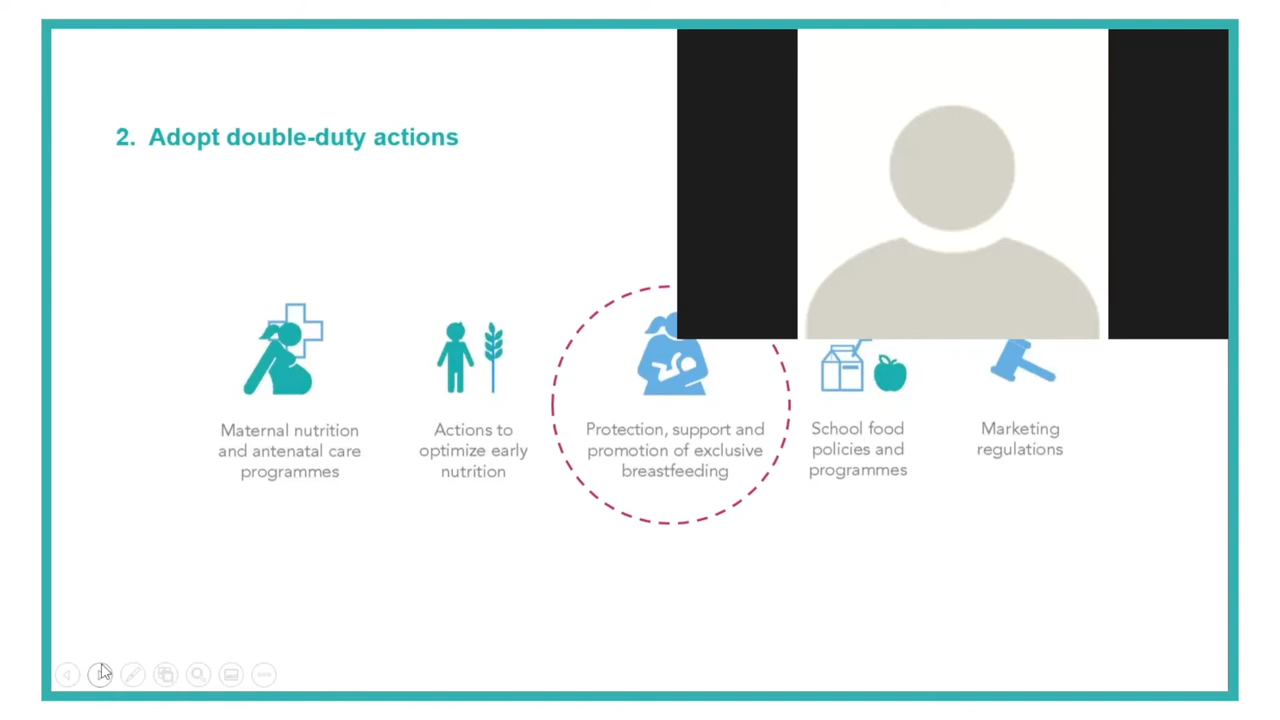 2. Adopt double-duty actions
Maternal nutrition
and antenatal care
programmes
Actions to
optimize early
nutrition
Protection, support and
promotion of exclusive
breastfeeding
School food
policies and
programmes
Marketing
regulations